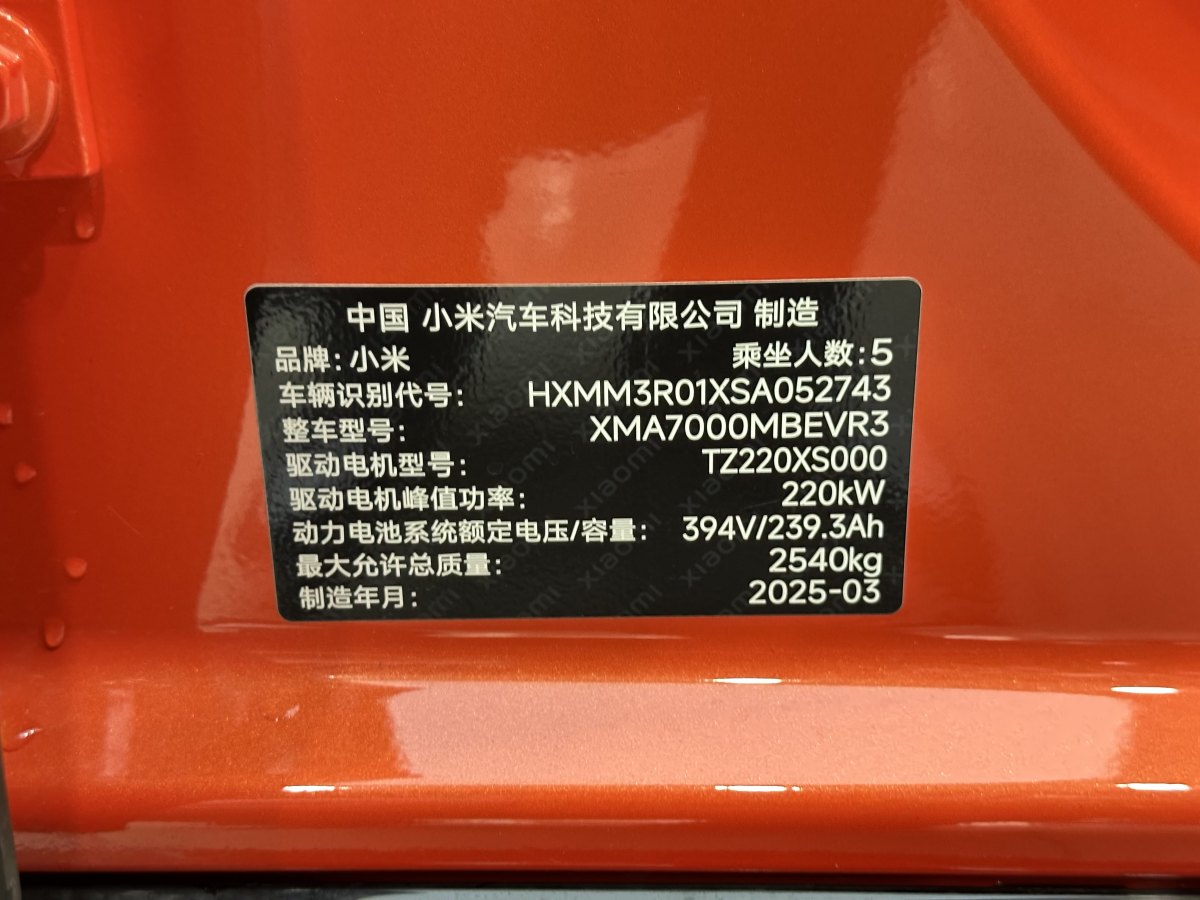 中国 小米汽车科技有限公司 制造
品牌: 小米 乘坐人数: 5
车辆识别代号: HXMM3R01XSA052743
整车型号: XMA7000MBEVR3
驱动电机型号: TZ220XS000
驱动电机峰值功率: 220kW
动力电池系统额定电压/容量: 394V/239.3Ah
最大允许总质量: 2540kg
制造年月: 2025-03